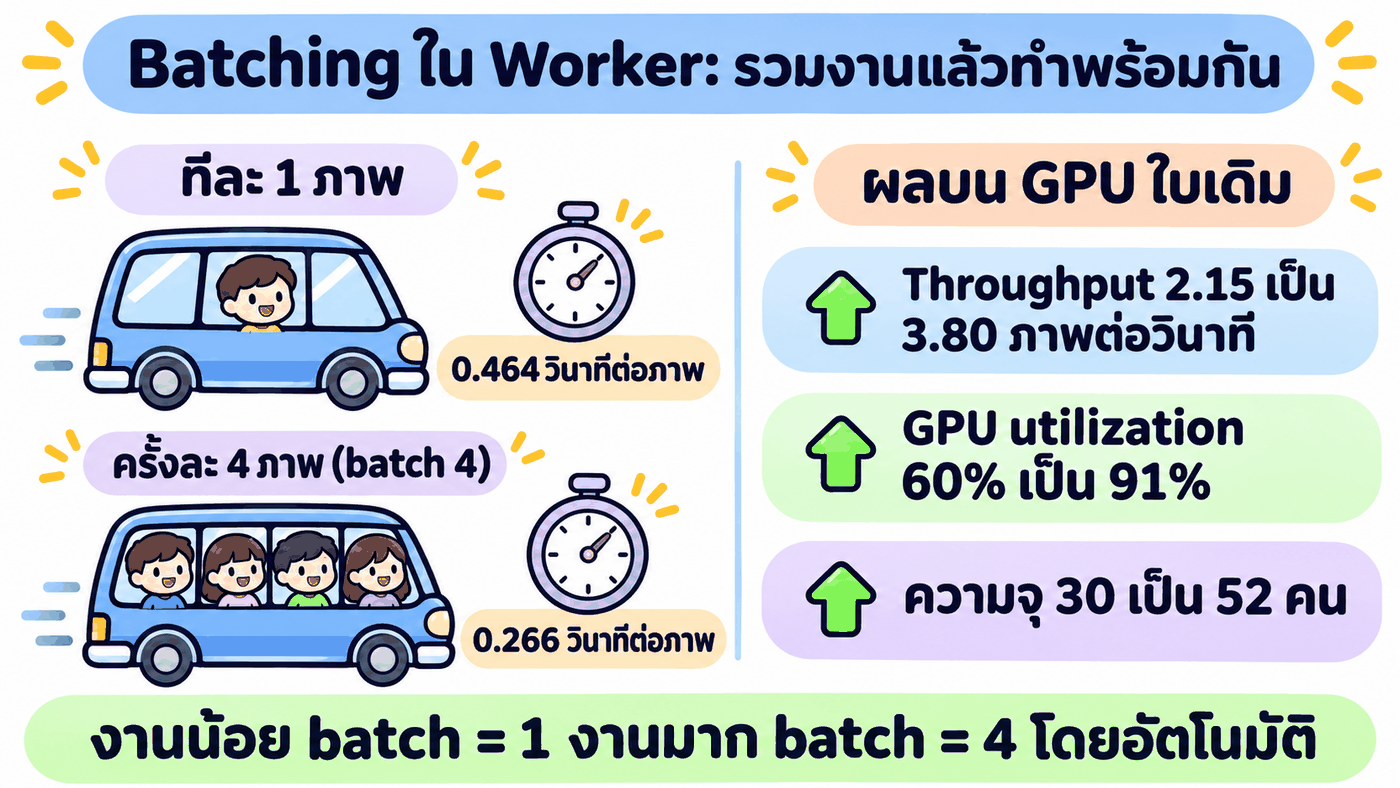 Batching ใน Worker: รวมงานแล้วทำพร้อมกัน
ทีละ 1 ภาพ
0.464 วินาทีต่อภาพ
ครั้งละ 4 ภาพ (batch 4)
0.266 วินาทีต่อภาพ
ผลบน GPU ใบเดิม
Throughput 2.15 เป็น
3.80 ภาพต่อวินาที
GPU utilization
60% เป็น 91%
ความจุ 30 เป็น 52 คน
งานน้อย batch = 1 งานมาก batch = 4 โดยอัตโนมัติ